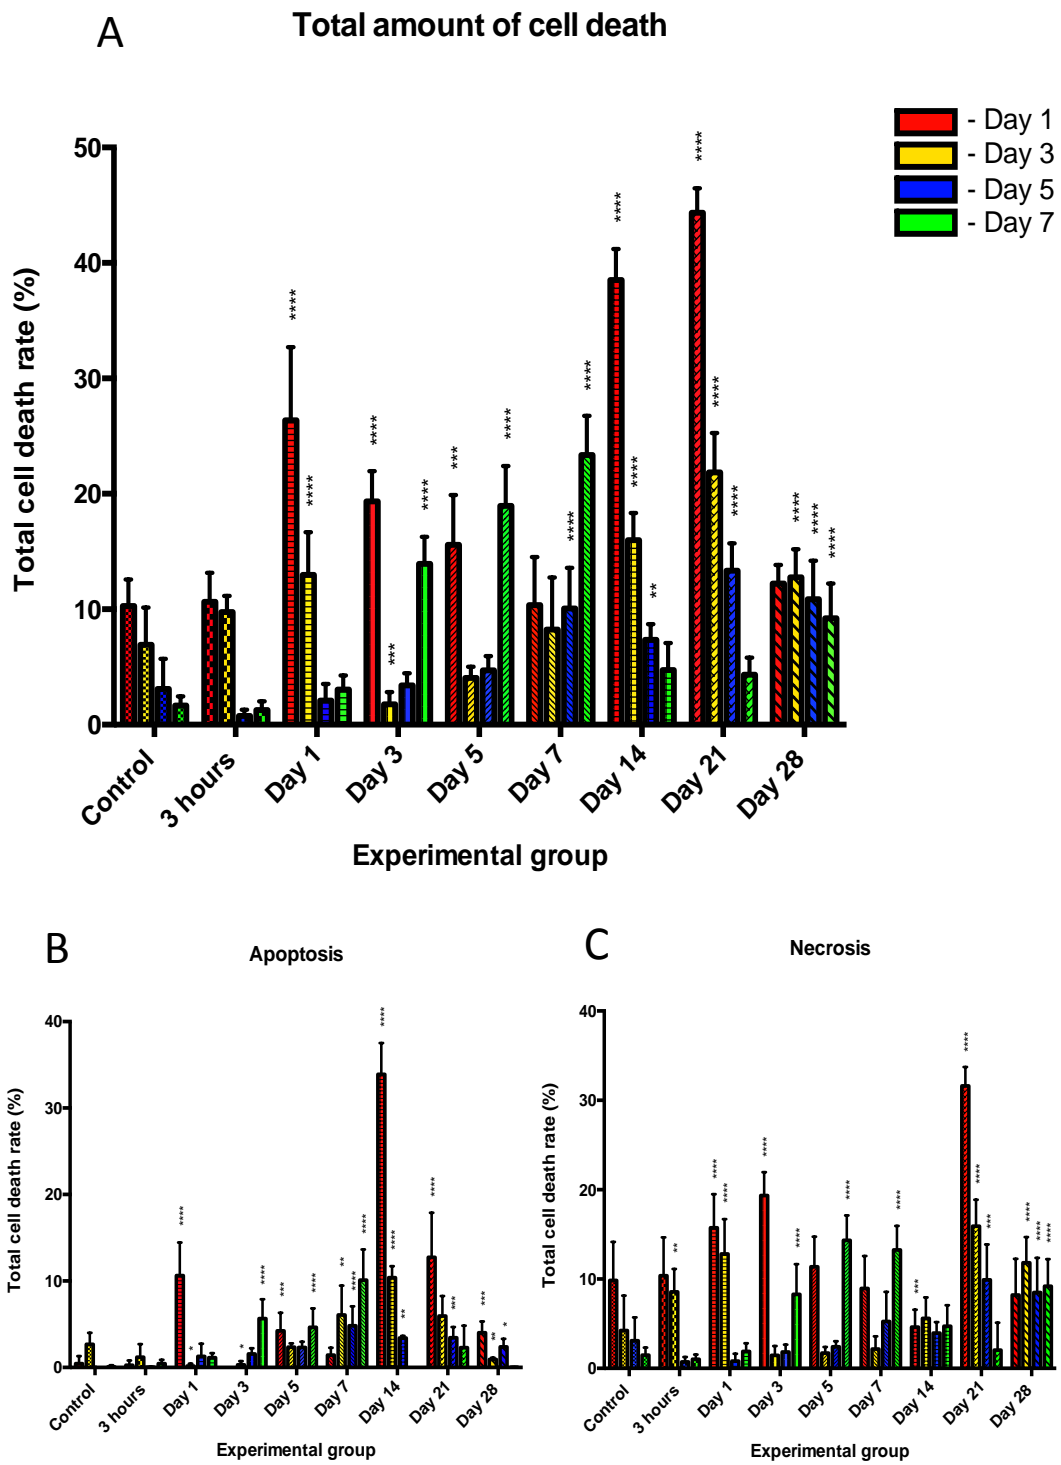 A
Total amount of cell death
- Day 1
- Day 3
- Day 5
- Day 7
Total cell death rate (%)
50
40
30
20
10
0
****
****
****
***
****
***
****
****
****
****
****
**
****
****
****
****
****
****
Control
3 hours
Day 1
Day 3
Day 5
Day 7
Day 14
Day 21
Day 28
Experimental group
B
Apoptosis
Total cell death rate (%)
40
30
20
10
0
****
*
*
****
***
****
**
****
****
****
****
**
****
***
***
**
*
Control
3 hours
Day 1
Day 3
Day 5
Day 7
Day 14
Day 21
Day 28
Experimental group
C
Necrosis
Total cell death rate (%)
40
30
20
10
0
**
****
****
****
****
****
****
***
****
****
***
****
****
****
Control
3 hours
Day 1
Day 3
Day 5
Day 7
Day 14
Day 21
Day 28
Experimental group